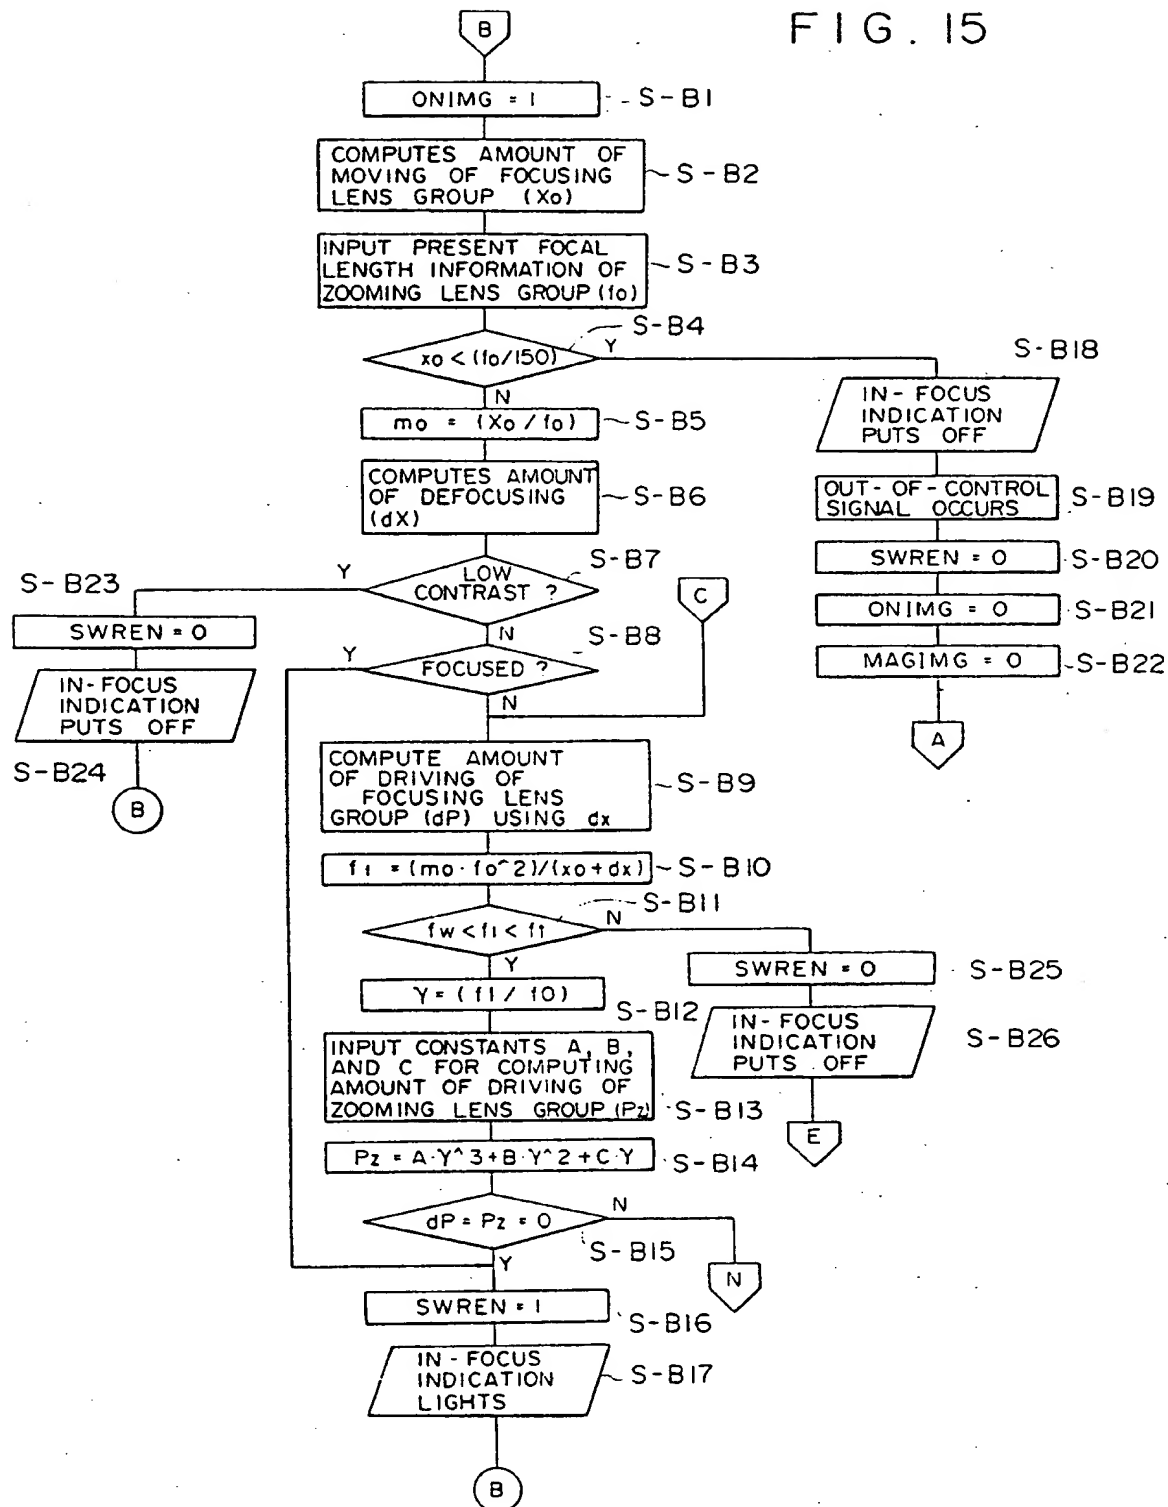 FIG. 15
B
ONIMG = 1
S-B1
COMPUTES AMOUNT OF
MOVING OF FOCUSING
LENS GROUP (Xo)
S-B2
INPUT PRESENT FOCAL
LENGTH INFORMATION OF
ZOOMING LENS GROUP (fo)
S-B3
S-B4
xo < (fo/150)
Y
N
S-B18
IN-FOCUS
INDICATION
PUTS OFF
mo = (Xo / fo)
S-B5
COMPUTES AMOUNT
OF DEFOCUSING
(dX)
S-B6
OUT-OF-CONTROL
SIGNAL OCCURS
S-B19
SWREN = 0
S-B20
ONIMG = 0
S-B21
MAGIMG = 0
S-B22
A
S-B7
LOW
CONTRAST ?
Y
N
S-B23
SWREN = 0
IN-FOCUS
INDICATION
PUTS OFF
S-B24
B
C
S-B8
FOCUSED ?
Y
N
COMPUTE AMOUNT
OF DRIVING OF
FOCUSING LENS
GROUP (dP) USING dx
S-B9
f1 = (mo · fo^2)/(xo+dx)
S-B10
S-B11
fw < f1 < ft
N
Y
SWREN = 0
S-B25
IN-FOCUS
INDICATION
PUTS OFF
S-B26
E
γ = (f1 / f0)
S-B12
INPUT CONSTANTS A, B,
AND C FOR COMPUTING
AMOUNT OF DRIVING OF
ZOOMING LENS GROUP (Pz)
S-B13
Pz = A·γ^3+B·γ^2+C·γ
S-B14
dP = Pz = 0
N
S-B15
Y
N
SWREN = 1
S-B16
IN-FOCUS
INDICATION
LIGHTS
S-B17
B